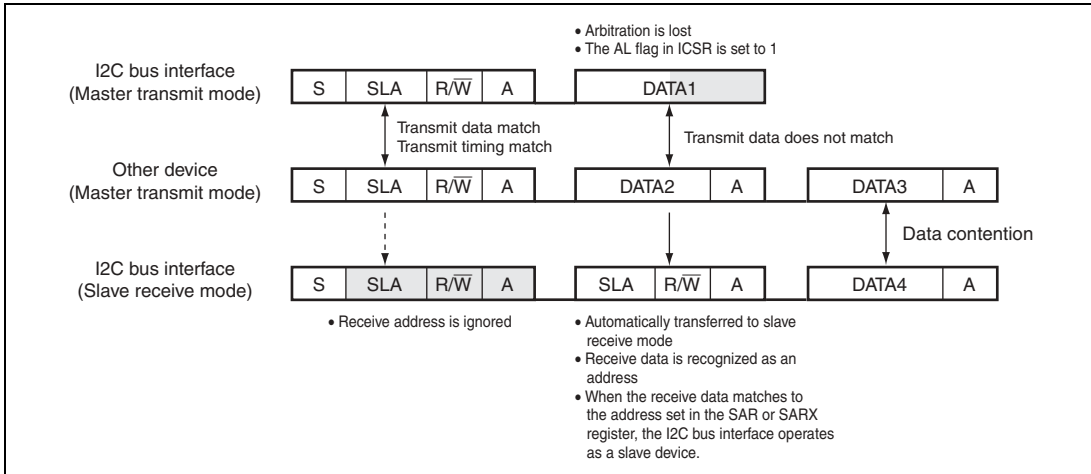 • Arbitration is lost
• The AL flag in ICSR is set to 1
I2C bus interface
(Master transmit mode)
S SLA R/W̅ A DATA1
Transmit data match
Transmit timing match
Transmit data does not match
Other device
(Master transmit mode)
S SLA R/W̅ A DATA2 A DATA3 A
Data contention
I2C bus interface
(Slave receive mode)
S SLA R/W̅ A SLA R/W̅ A DATA4 A
• Receive address is ignored
• Automatically transferred to slave
receive mode
• Receive data is recognized as an
address
• When the receive data matches to
the address set in the SAR or SARX
register, the I2C bus interface operates
as a slave device.